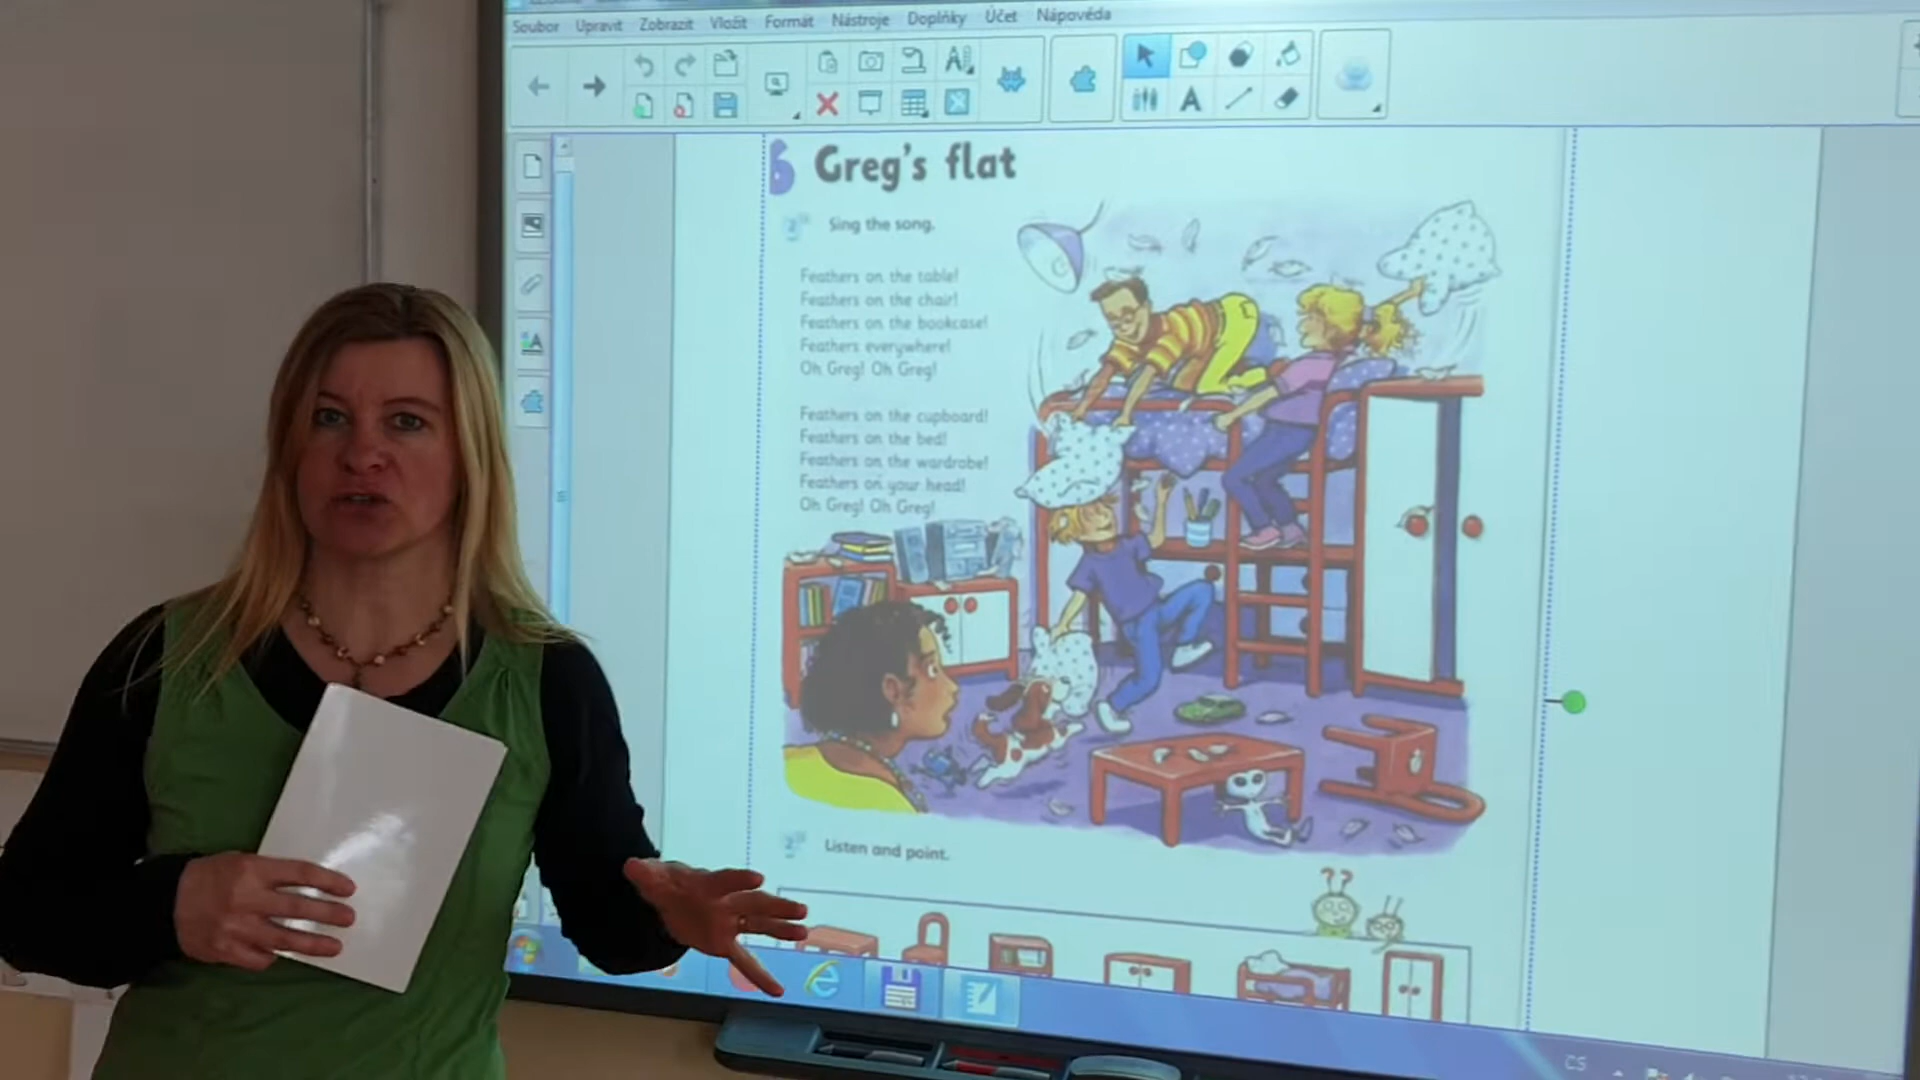 Soubor Upravit Zobrazit Vložit Formát Nástroje Doplňky Účet Nápověda
6 Greg's flat
Sing the song.
Feathers on the table!
Feathers on the chair!
Feathers on the bookcase!
Feathers everywhere!
Oh Greg! Oh Greg!
Feathers on the cupboard!
Feathers on the bed!
Feathers on the wardrobe!
Feathers on your head!
Oh Greg! Oh Greg!
Listen and point.
??
CS